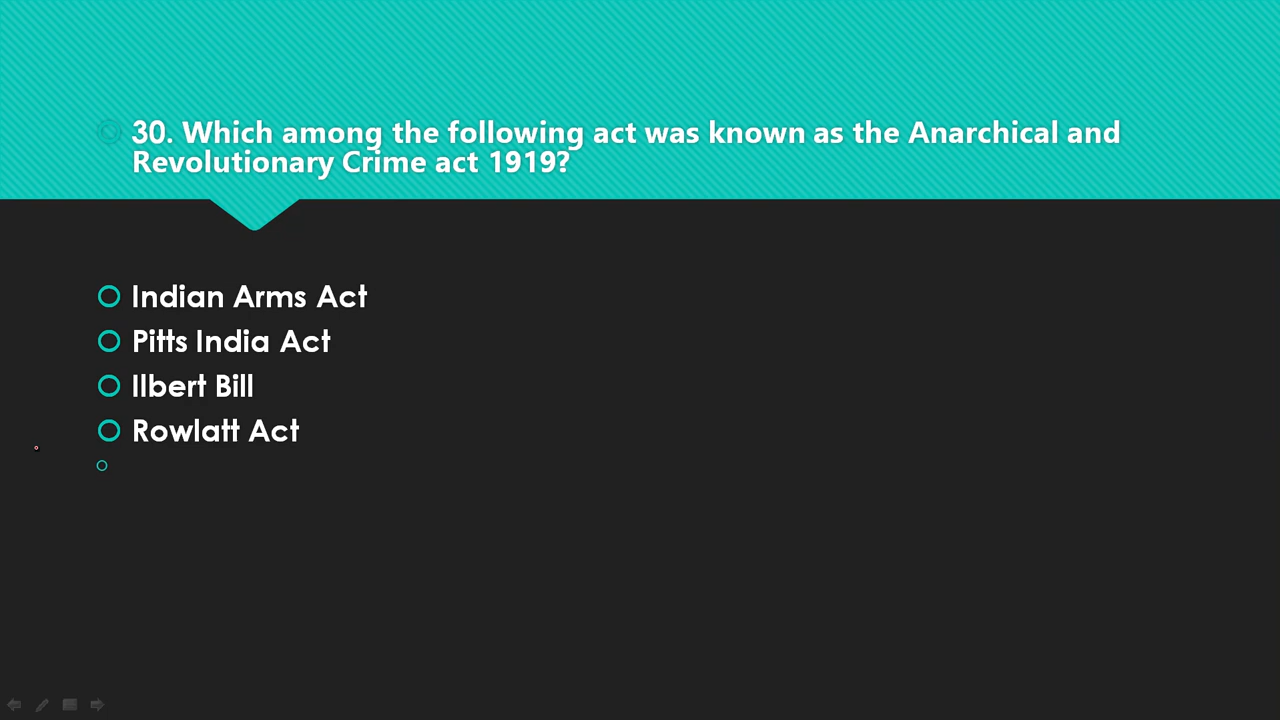 30. Which among the following act was known as the Anarchical and
Revolutionary Crime act 1919?
Indian Arms Act
Pitts India Act
Ilbert Bill
Rowlatt Act